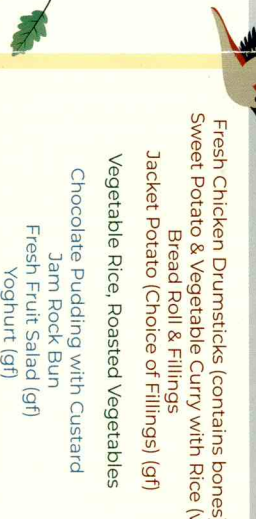 Fresh Chicken Drumsticks (contains bones
Sweet Potato & Vegetable Curry with Rice (v
Bread Roll & Fillings
Jacket Potato (Choice of Fillings) (gf)
Vegetable Rice, Roasted Vegetables
Chocolate Pudding with Custard
Jam Rock Bun
Fresh Fruit Salad (gf)
Yoghurt (gf)